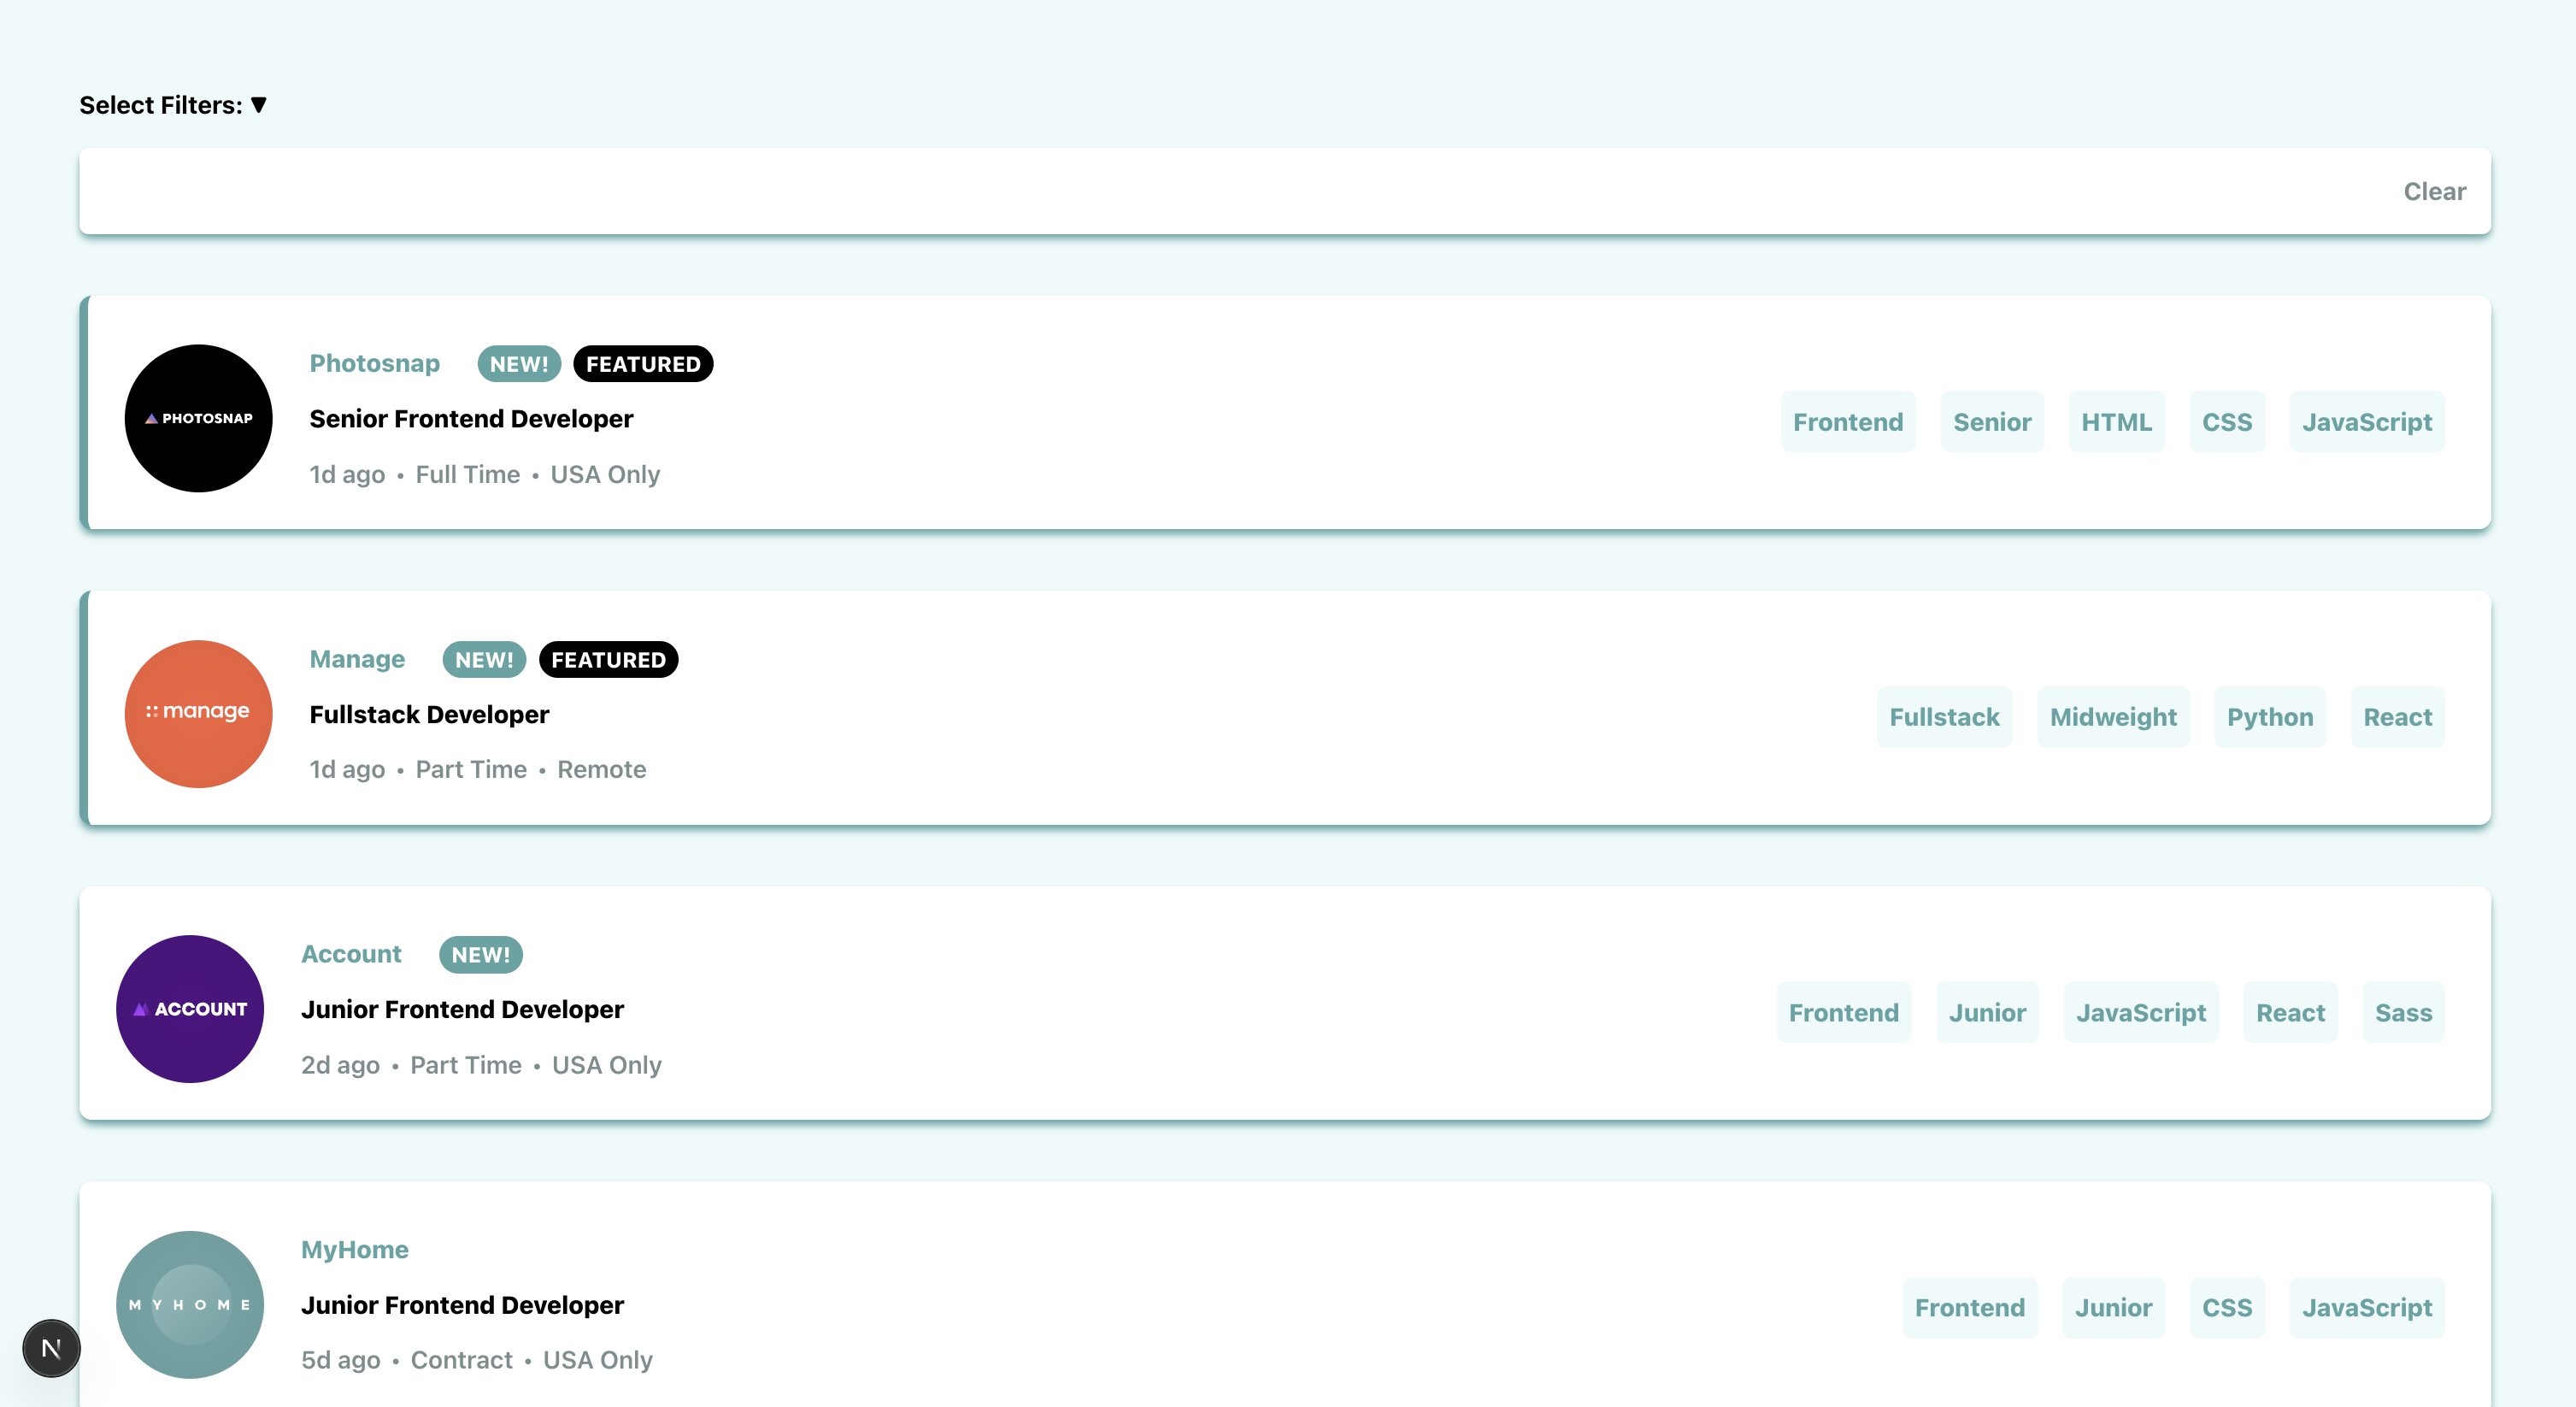 Select Filters: ▼
Clear
PHOTOSNAP
Photosnap NEW! FEATURED
Senior Frontend Developer
1d ago • Full Time • USA Only
Frontend Senior HTML CSS JavaScript
manage
Manage NEW! FEATURED
Fullstack Developer
1d ago • Part Time • Remote
Fullstack Midweight Python React
ACCOUNT
Account NEW!
Junior Frontend Developer
2d ago • Part Time • USA Only
Frontend Junior JavaScript React Sass
MYHOME
MyHome
Junior Frontend Developer
5d ago • Contract • USA Only
Frontend Junior CSS JavaScript
N